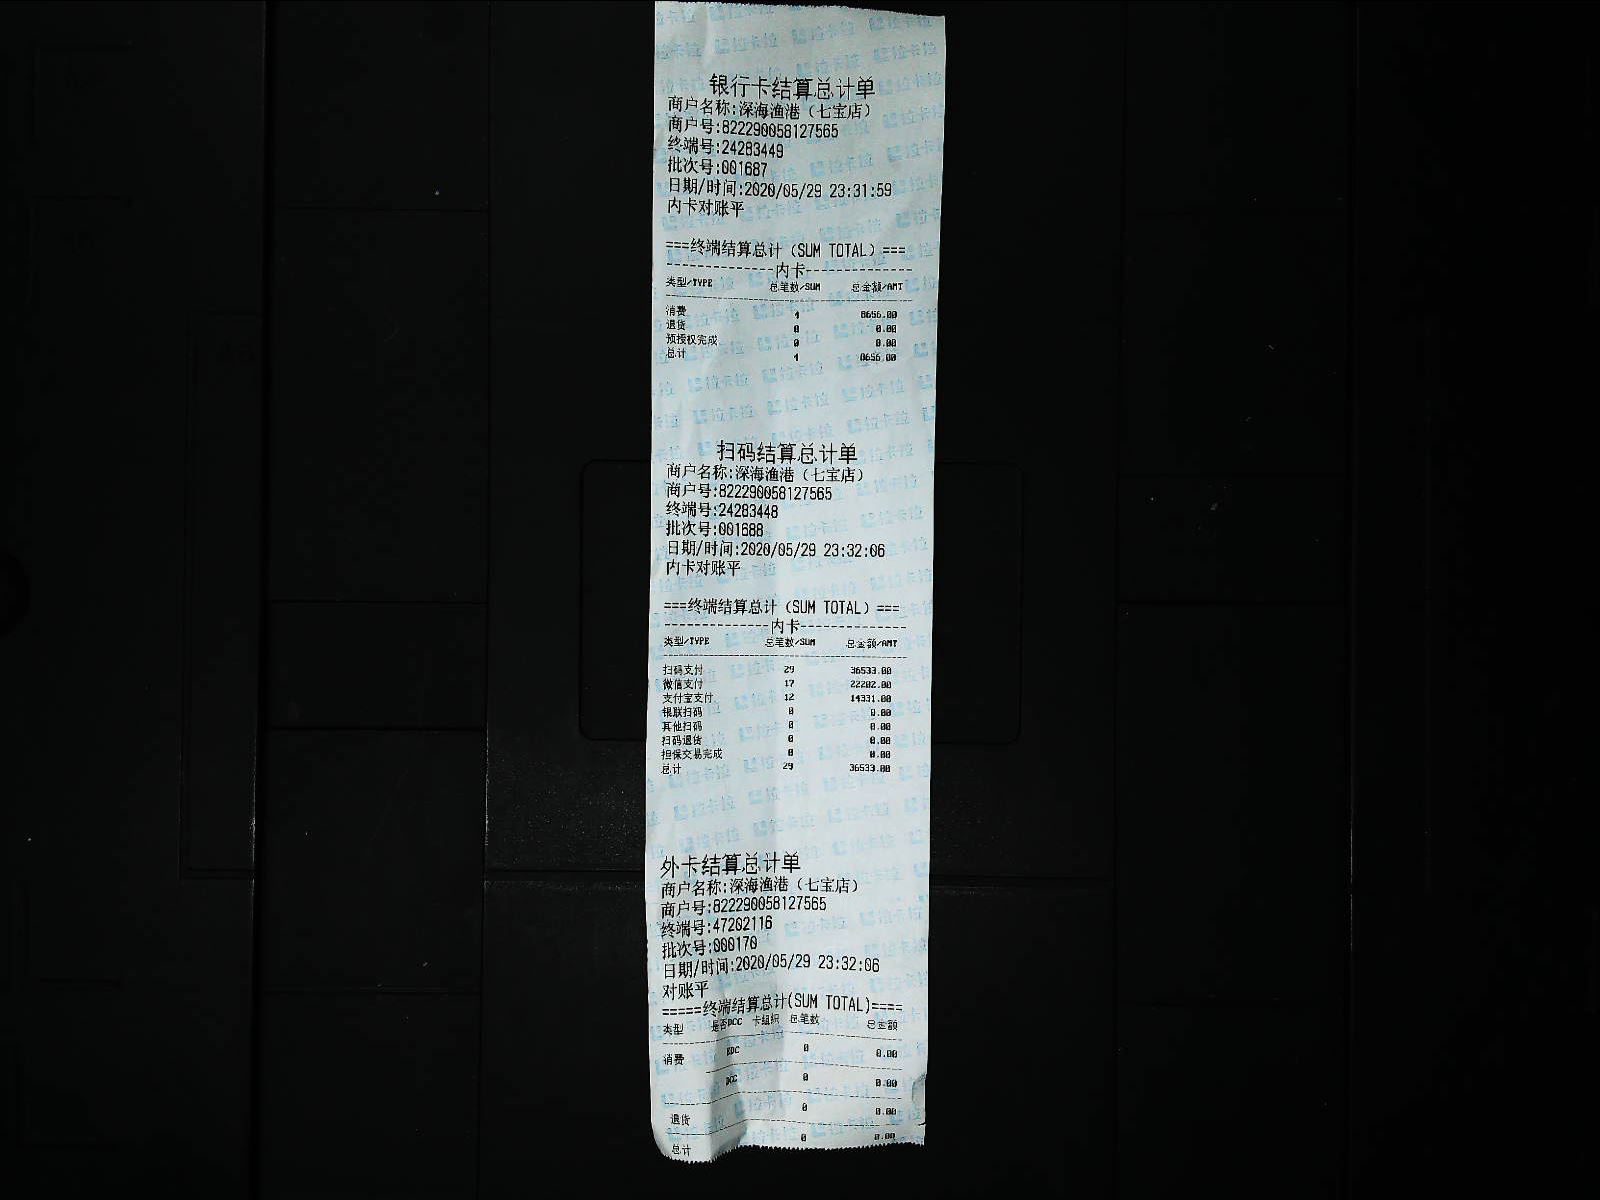 银行卡结算总计单
商户名称:深海渔港（七宝店）
商户号:822290058127565
终端号:24283449
批次号:001687
日期/时间:2020/05/29 23:31:59
内卡对账平
===终端结算总计（SUM TOTAL）===
--------------内卡--------------
类型/TYPE 总笔数/SUM 总金额/AMT
消费 4 8656.00
退货 0 0.00
预授权完成 0 0.00
总计 4 8656.00
扫码结算总计单
商户名称:深海渔港（七宝店）
商户号:822290058127565
终端号:24283448
批次号:001688
日期/时间:2020/05/29 23:32:06
内卡对账平
===终端结算总计（SUM TOTAL）===
--------------内卡--------------
类型/TYPE 总笔数/SUM 总金额/AMT
扫码支付 29 36533.00
微信支付 17 22202.00
支付宝支付 12 14331.00
银联扫码 0 0.00
其他扫码 0 0.00
扫码退货 0 0.00
担保交易完成 0 0.00
总计 29 36533.00
外卡结算总计单
商户名称:深海渔港（七宝店）
商户号:822290058127565
终端号:47202116
批次号:000170
日期/时间:2020/05/29 23:32:06
对账平
=====终端结算总计(SUM TOTAL)====
类型 是否DCC 卡组织 总笔数 总金额
消费 EDC 0 0.00
DCC 0 0.00
退货 0 0.00
总计 0 0.00